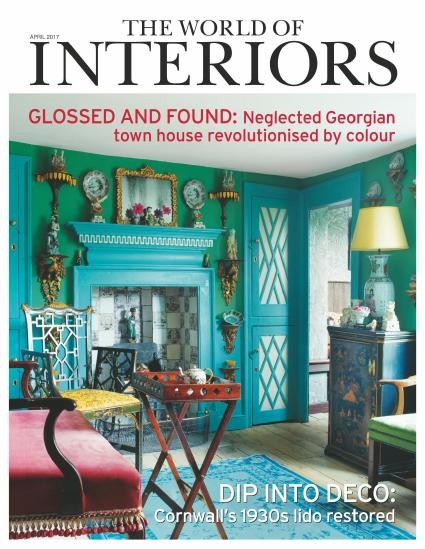 THE WORLD OF
APRIL 2017
INTERIORS
GLOSSED AND FOUND: Neglected Georgian
town house revolutionised by colour
DIP INTO DECO:
Cornwall's 1930s lido restored